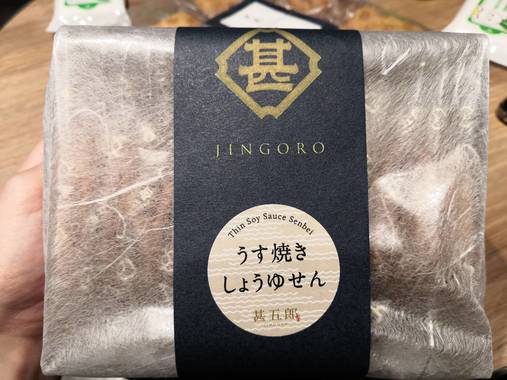 甚
JINGORO
Thin Soy Sauce Senbei
うす焼き
しょうゆせん
甚五郎